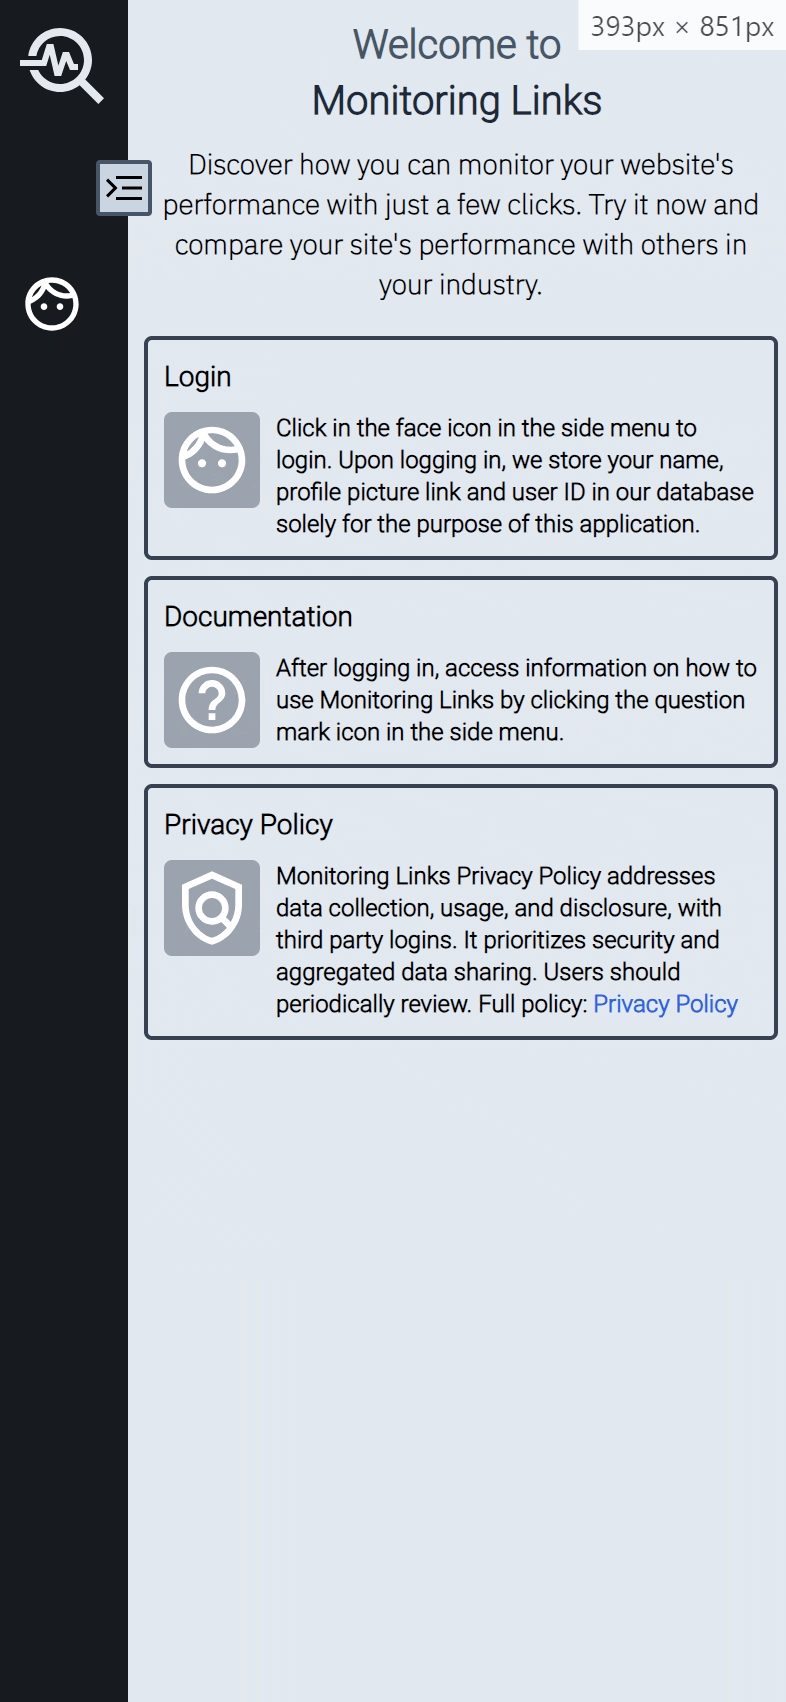 393px × 851px
Welcome to
Monitoring Links
Discover how you can monitor your website's
performance with just a few clicks. Try it now and
compare your site's performance with others in
your industry.
Login
Click in the face icon in the side menu to
login. Upon logging in, we store your name,
profile picture link and user ID in our database
solely for the purpose of this application.
Documentation
After logging in, access information on how to
use Monitoring Links by clicking the question
mark icon in the side menu.
Privacy Policy
Monitoring Links Privacy Policy addresses
data collection, usage, and disclosure, with
third party logins. It prioritizes security and
aggregated data sharing. Users should
periodically review. Full policy: Privacy Policy